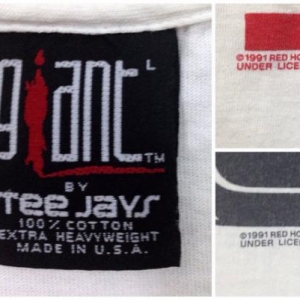 giant L
TM
BY
Tee Jays
100% COTTON
EXTRA HEAVYWEIGHT
MADE IN U.S.A.
©1991 RED HO
UNDER LICE
©1991 RED HO
UNDER LICE